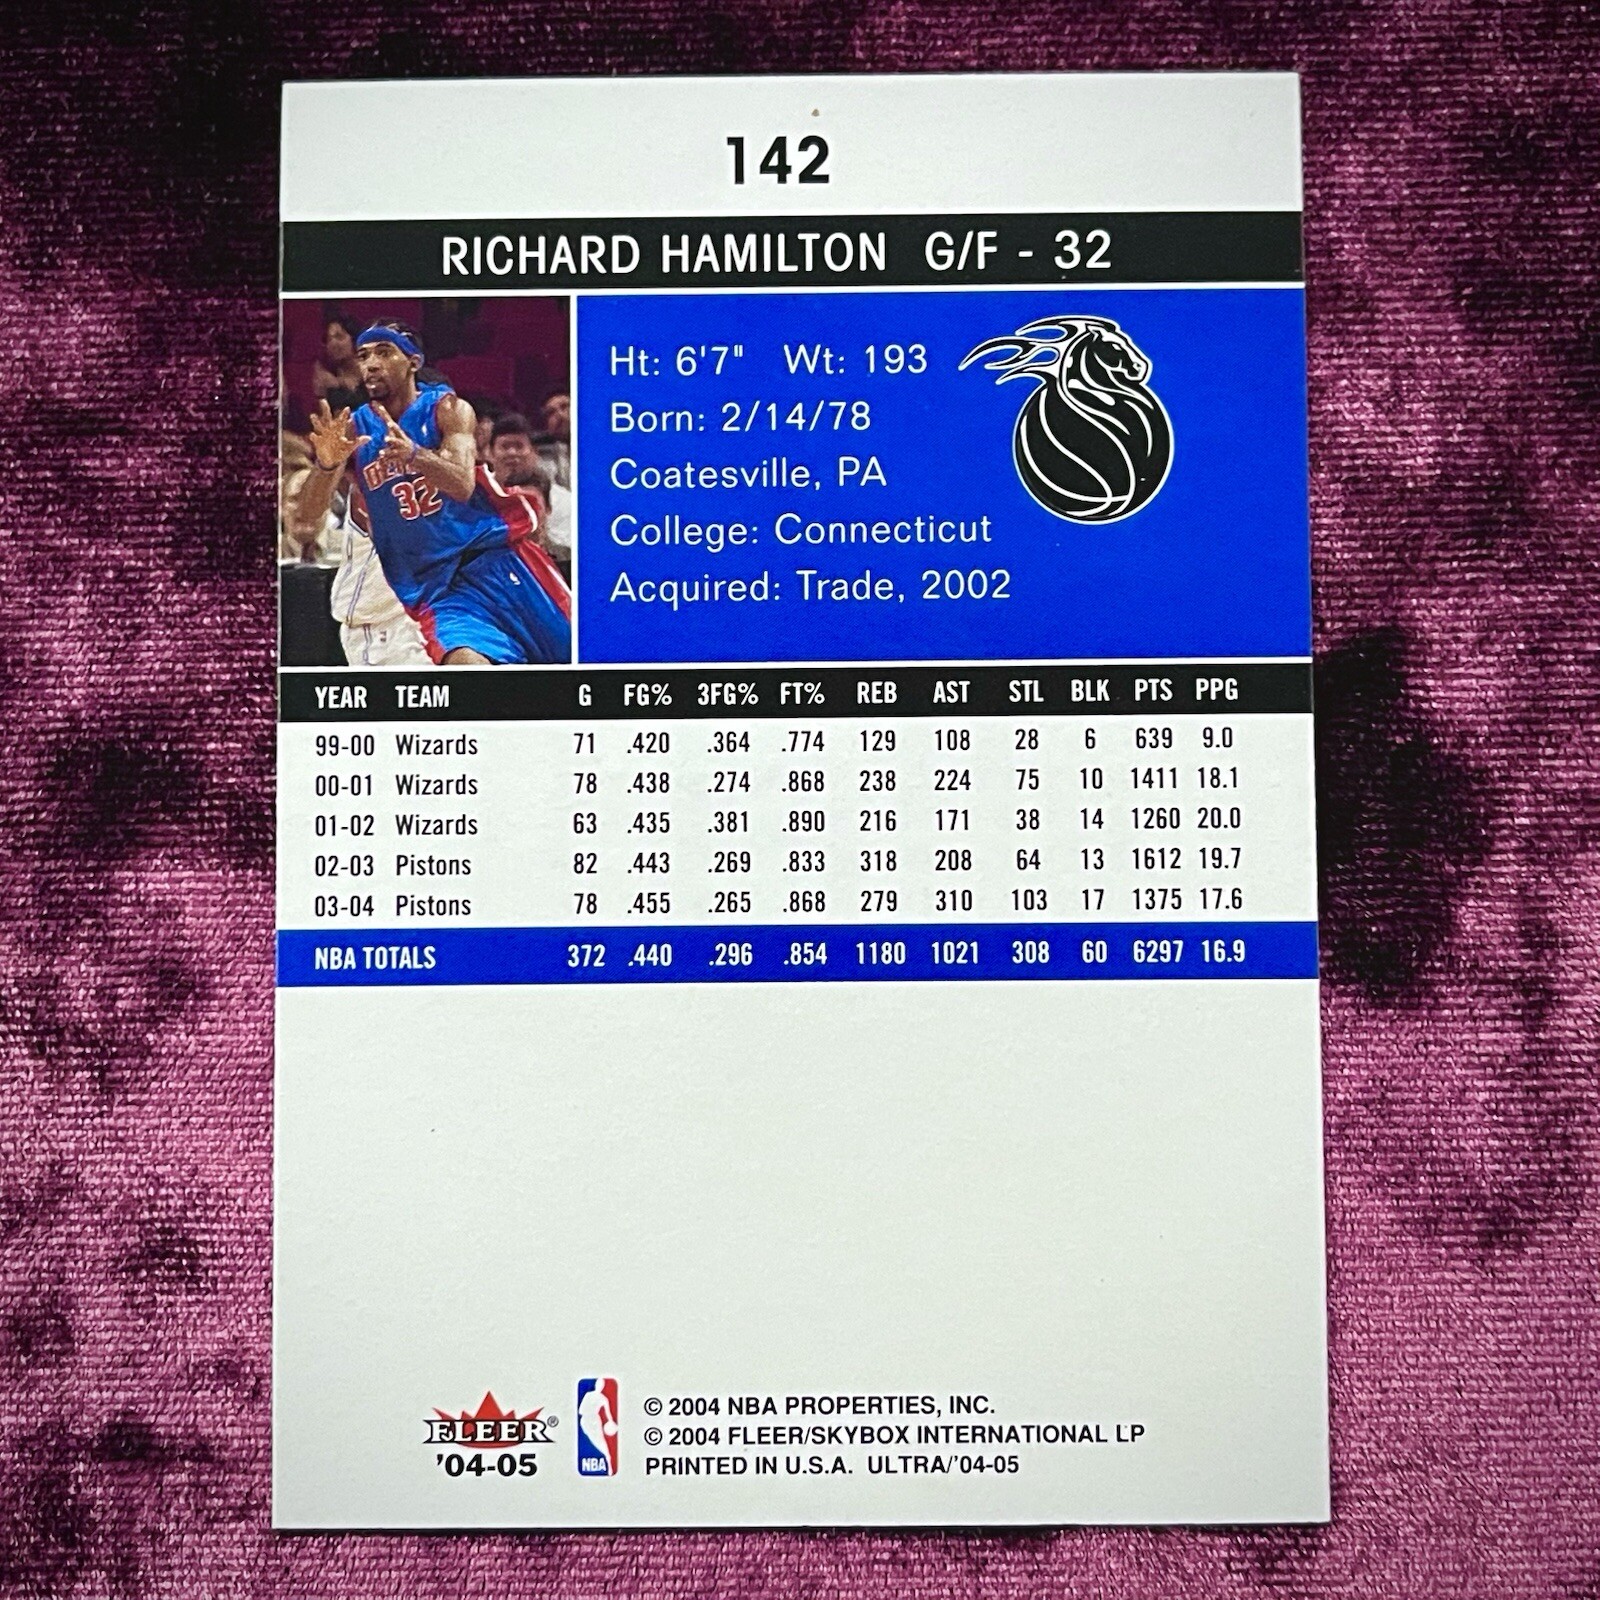 142
RICHARD HAMILTON G/F - 32
Ht: 6'7" Wt: 193
Born: 2/14/78
Coatesville, PA
College: Connecticut
Acquired: Trade, 2002
32
YEAR TEAM G FG% 3FG% FT% REB AST STL BLK PTS PPG
99-00 Wizards 71 .420 .364 .774 129 108 28 6 639 9.0
00-01 Wizards 78 .438 .274 .868 238 224 75 10 1411 18.1
01-02 Wizards 63 .435 .381 .890 216 171 38 14 1260 20.0
02-03 Pistons 82 .443 .269 .833 318 208 64 13 1612 19.7
03-04 Pistons 78 .455 .265 .868 279 310 103 17 1375 17.6
NBA TOTALS 372 .440 .296 .854 1180 1021 308 60 6297 16.9
FLEER®
'04-05
NBA
© 2004 NBA PROPERTIES, INC.
© 2004 FLEER/SKYBOX INTERNATIONAL LP
PRINTED IN U.S.A. ULTRA/'04-05